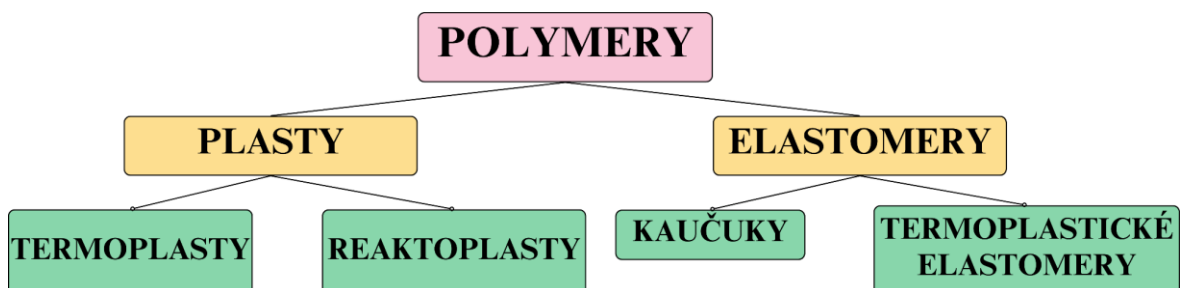 POLYMERY
PLASTY
ELASTOMERY
TERMOPLASTY
REAKTOPLASTY
KAUČUKY
TERMOPLASTICKÉ
ELASTOMERY